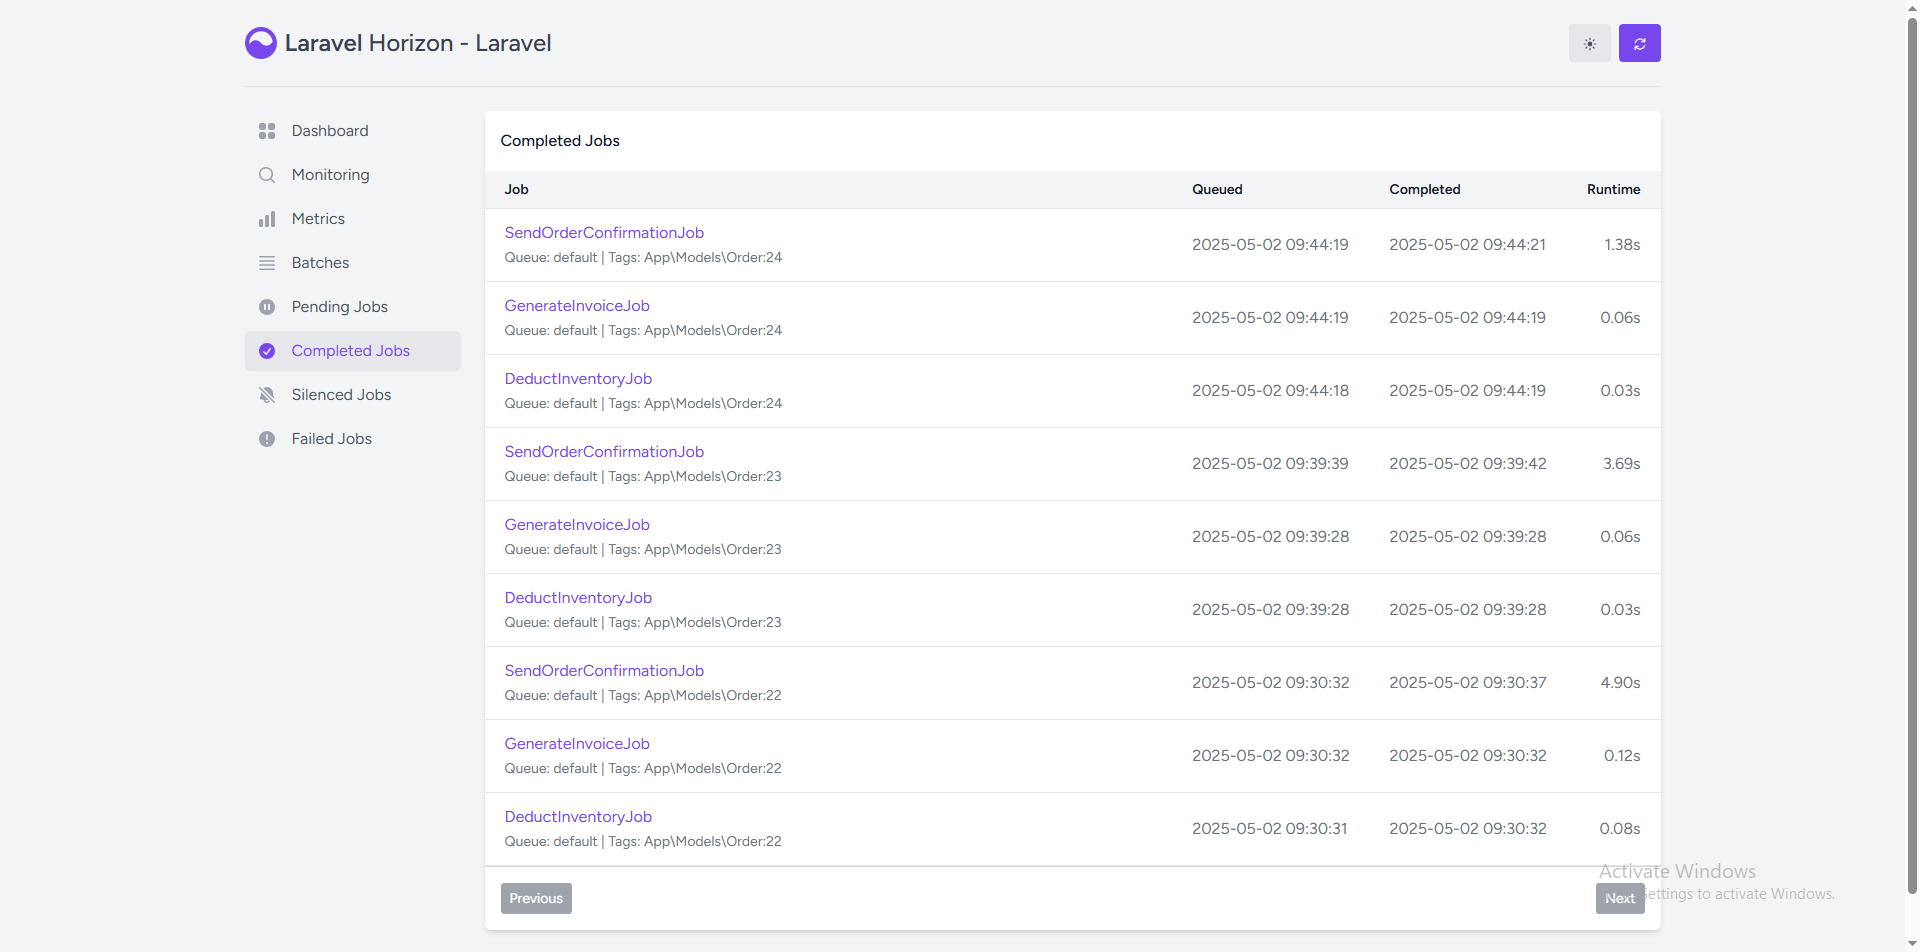 Laravel Horizon - Laravel
Dashboard
Monitoring
Metrics
Batches
Pending Jobs
Completed Jobs
Silenced Jobs
Failed Jobs
Completed Jobs
Job Queued Completed Runtime
SendOrderConfirmationJob
Queue: default | Tags: App\Models\Order:24
2025-05-02 09:44:19 2025-05-02 09:44:21 1.38s
GenerateInvoiceJob
Queue: default | Tags: App\Models\Order:24
2025-05-02 09:44:19 2025-05-02 09:44:19 0.06s
DeductInventoryJob
Queue: default | Tags: App\Models\Order:24
2025-05-02 09:44:18 2025-05-02 09:44:19 0.03s
SendOrderConfirmationJob
Queue: default | Tags: App\Models\Order:23
2025-05-02 09:39:39 2025-05-02 09:39:42 3.69s
GenerateInvoiceJob
Queue: default | Tags: App\Models\Order:23
2025-05-02 09:39:28 2025-05-02 09:39:28 0.06s
DeductInventoryJob
Queue: default | Tags: App\Models\Order:23
2025-05-02 09:39:28 2025-05-02 09:39:28 0.03s
SendOrderConfirmationJob
Queue: default | Tags: App\Models\Order:22
2025-05-02 09:30:32 2025-05-02 09:30:37 4.90s
GenerateInvoiceJob
Queue: default | Tags: App\Models\Order:22
2025-05-02 09:30:32 2025-05-02 09:30:32 0.12s
DeductInventoryJob
Queue: default | Tags: App\Models\Order:22
2025-05-02 09:30:31 2025-05-02 09:30:32 0.08s
Previous
Next
Activate Windows
Settings to activate Windows.